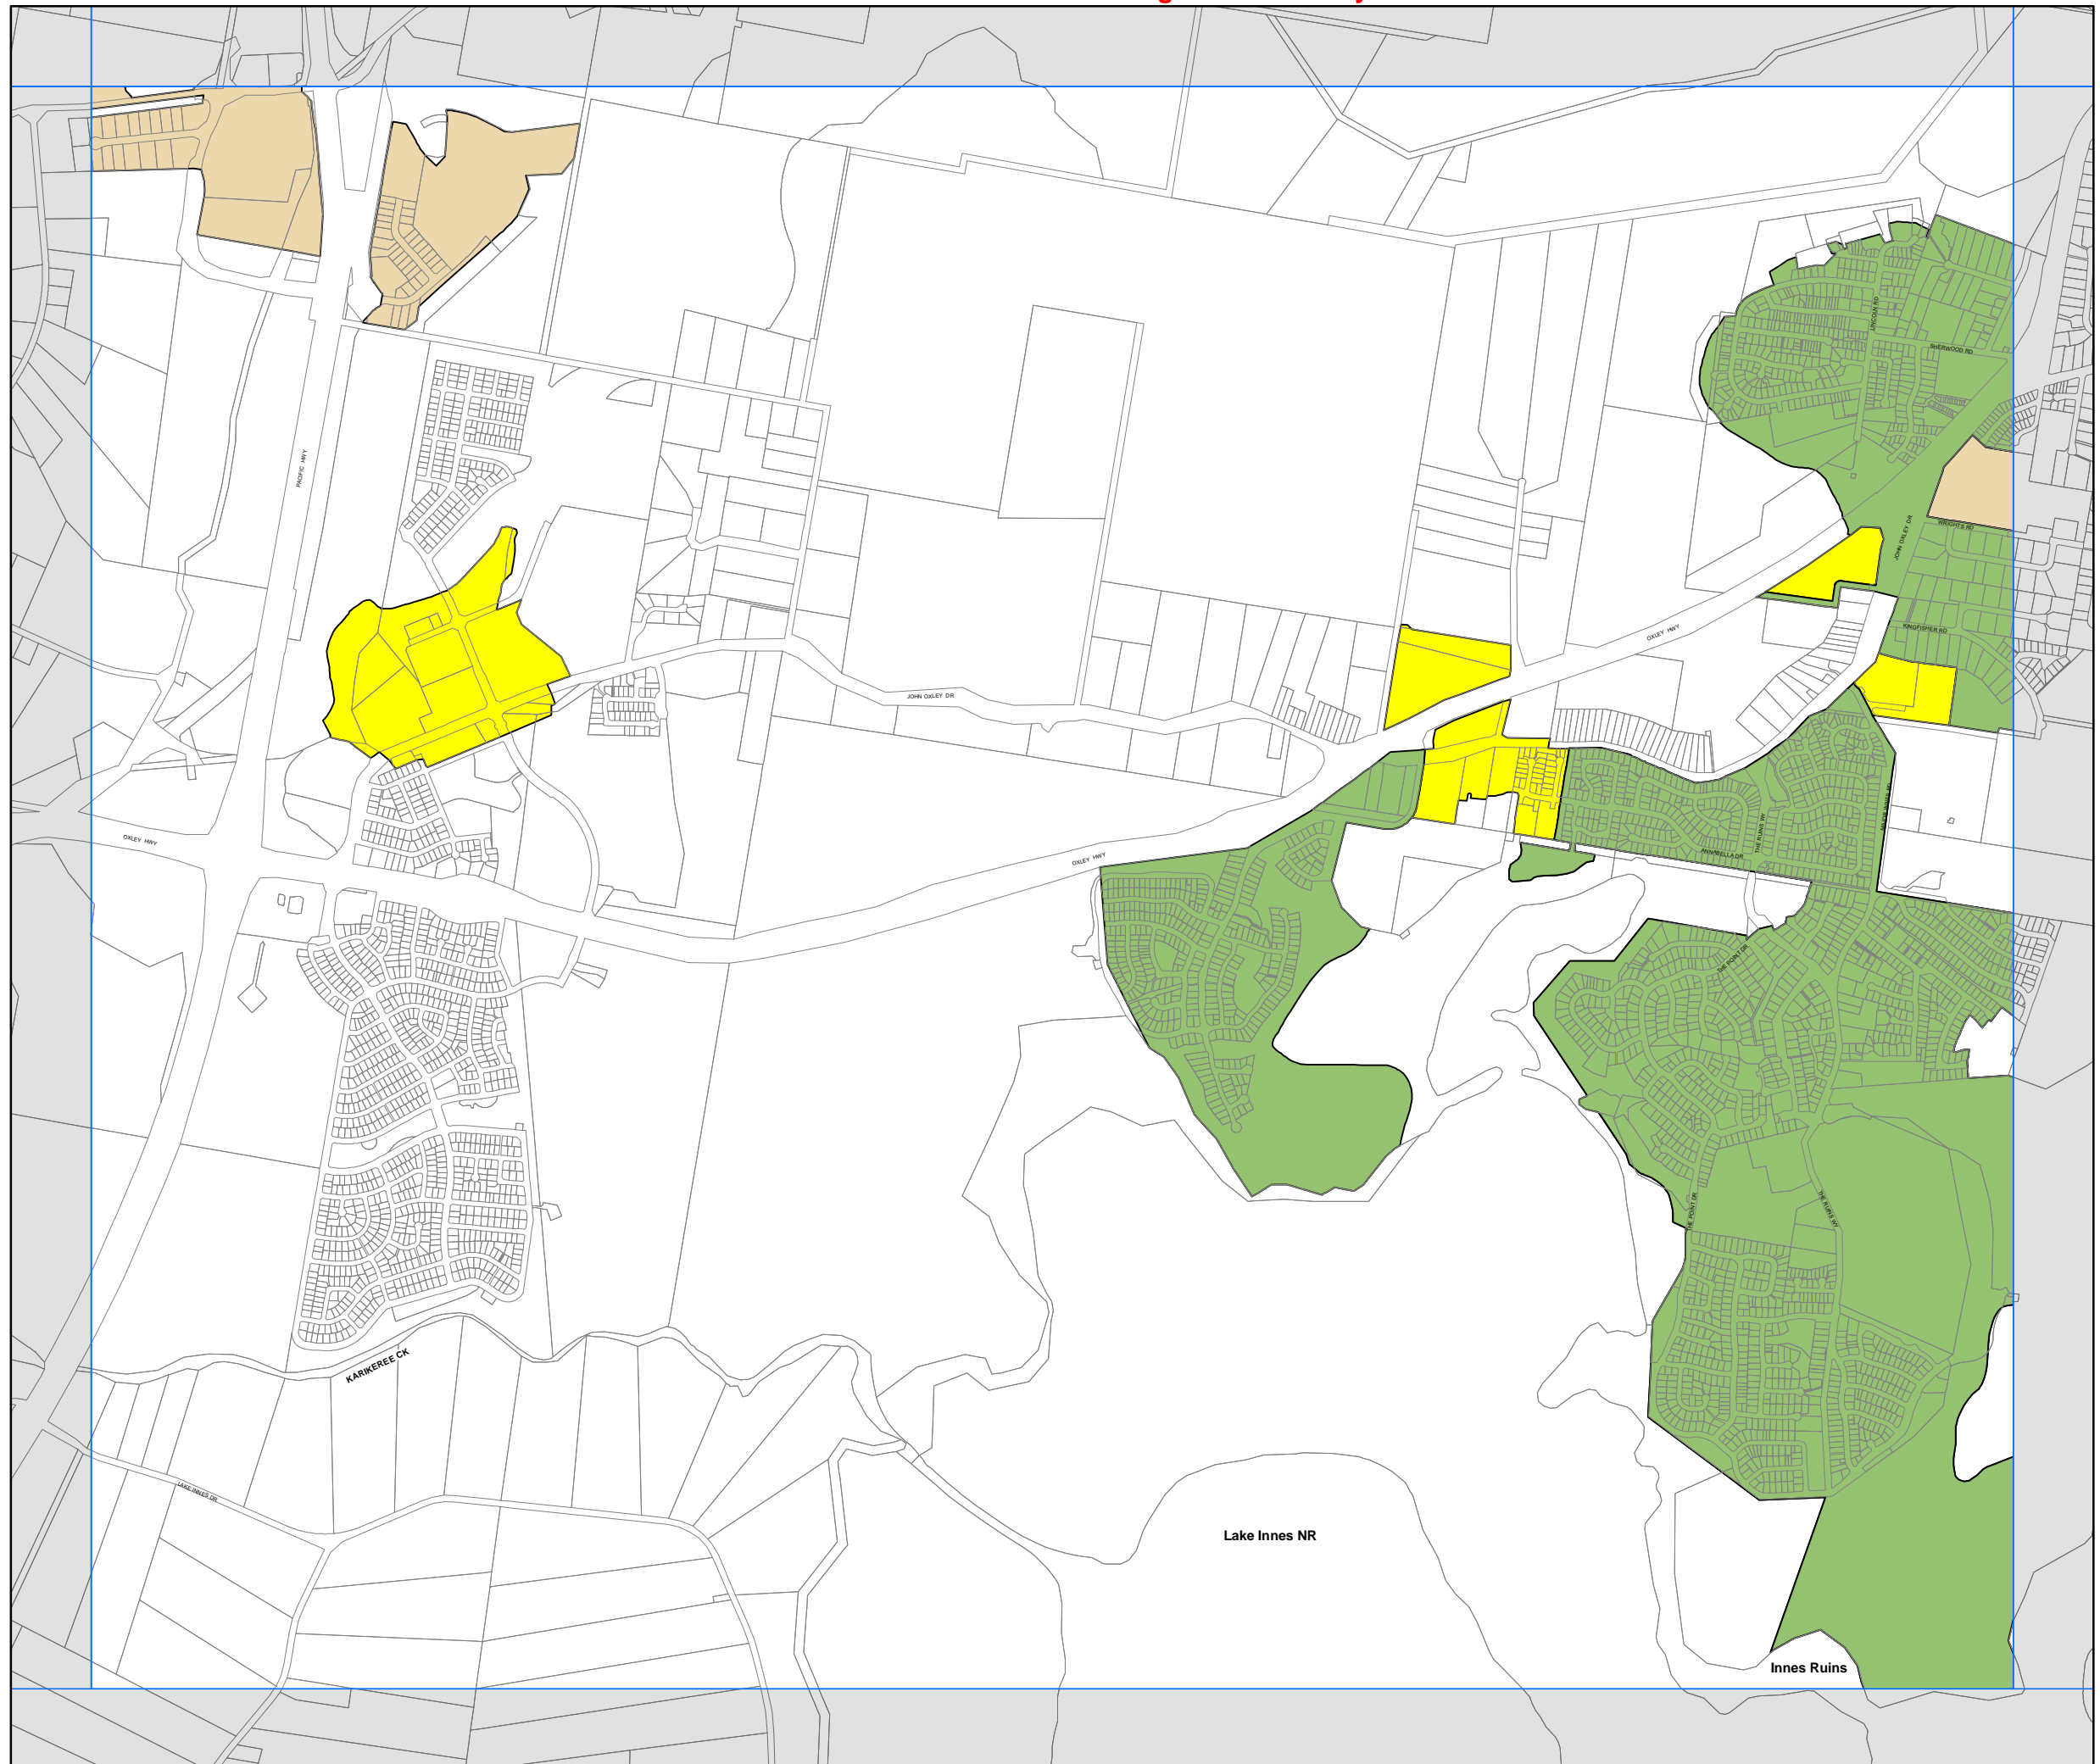 LINCOLN RD
SHERWOOD RD
PACIFIC HWY
WRIGHTS RD
JOHN OXLEY DR
KINGFISHER RD
OXLEY HWY
JOHN OXLEY DR
OXLEY HWY
THE RUINS WY
ANNABELLA DR
OXLEY HWY
THE POINT DR
THE POINT DR
THE RUINS WY
KARIKEREE CK
LAKE INNES DR
Lake Innes NR
Innes Ruins